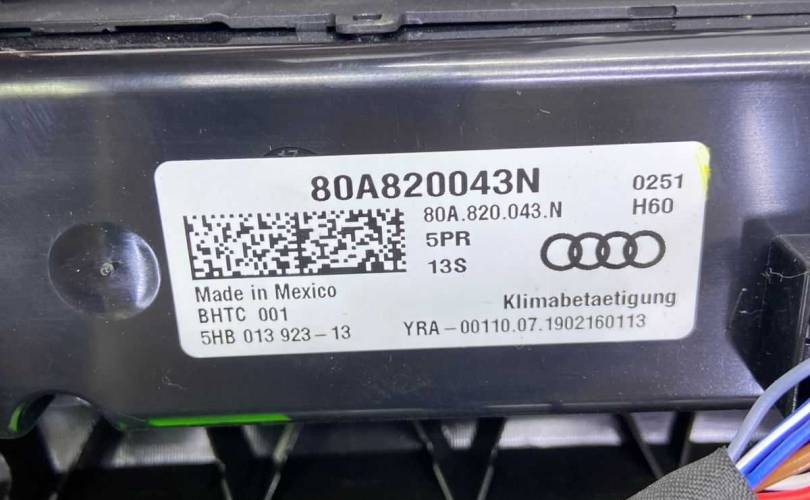 80A820043N
0251
80A.820.043.N
H60
5PR
13S
Made in Mexico
Klimabetaetigung
BHTC 001
5HB 013 923-13
YRA-00110.07.1902160113